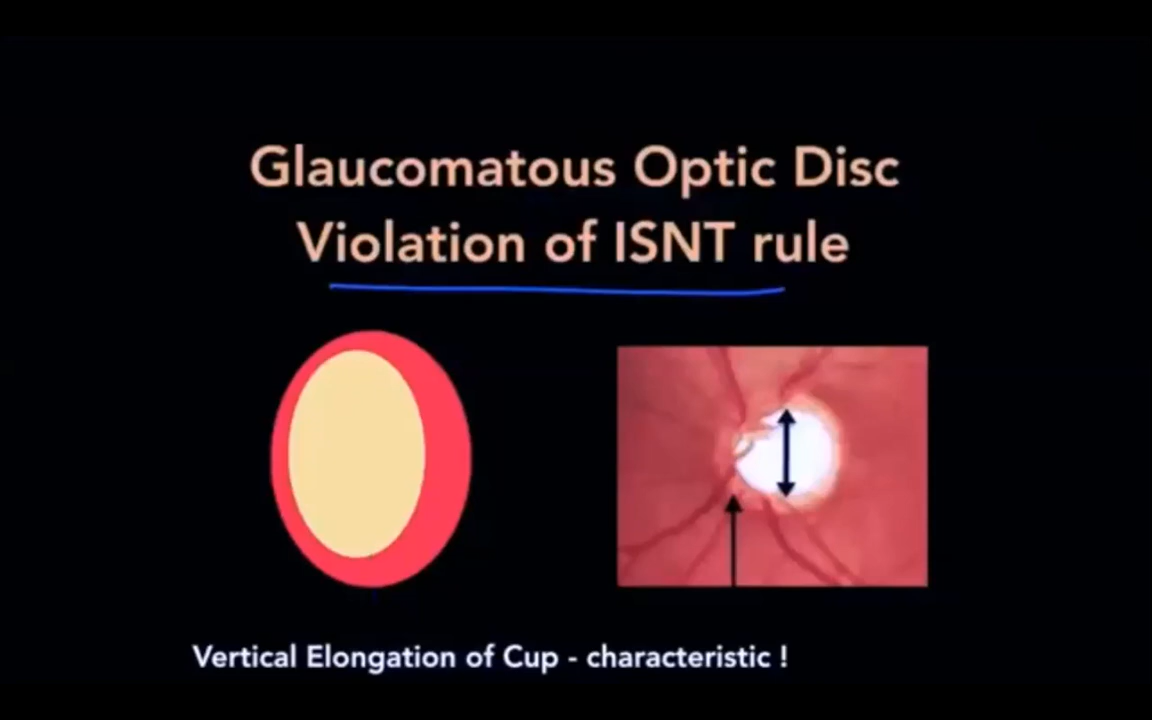 Glaucomatous Optic Disc
Violation of ISNT rule
Vertical Elongation of Cup - characteristic !